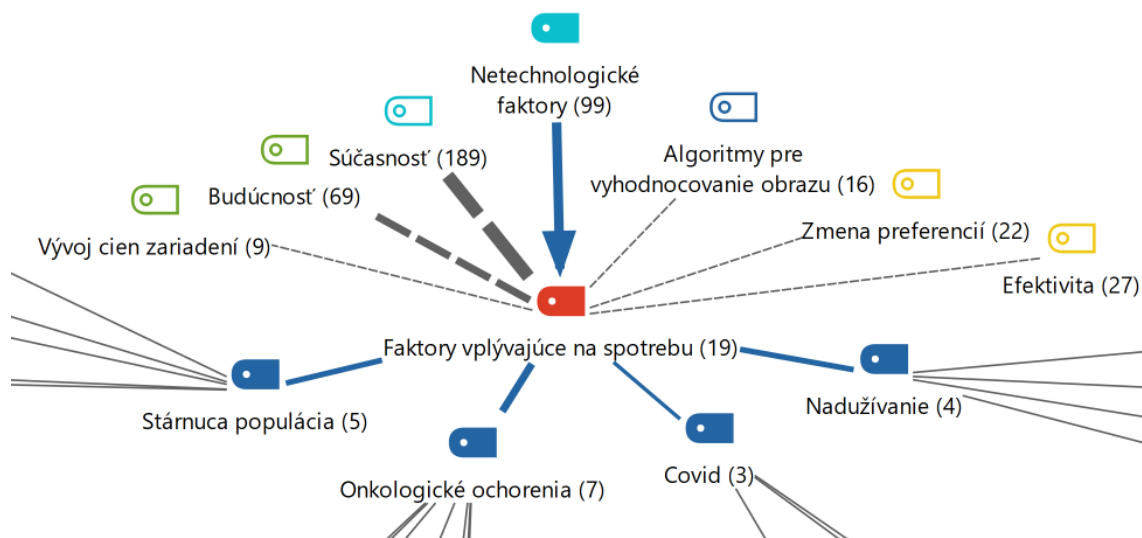 Netechnologické
faktory (99)
Súčasnosť (189)
Algoritmy pre
vyhodnocovanie obrazu (16)
Budúcnosť (69)
Zmena preferencií (22)
Vývoj cien zariadení (9)
Efektivita (27)
Faktory vplývajúce na spotrebu (19)
Stárnuca populácia (5)
Nadužívanie (4)
Onkologické ochorenia (7)
Covid (3)